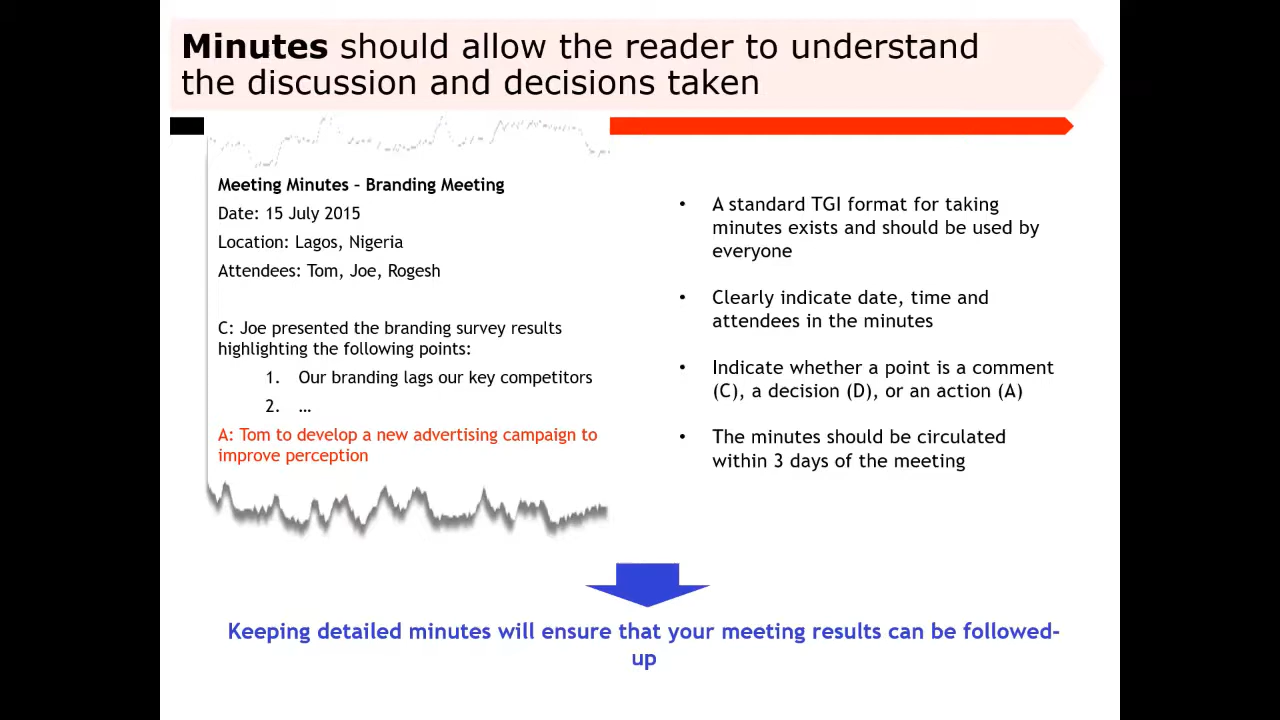 Minutes should allow the reader to understand
the discussion and decisions taken
Meeting Minutes – Branding Meeting
Date: 15 July 2015
Location: Lagos, Nigeria
Attendees: Tom, Joe, Rogesh
C: Joe presented the branding survey results
highlighting the following points:
1. Our branding lags our key competitors
2. …
A: Tom to develop a new advertising campaign to
improve perception
• A standard TGI format for taking
minutes exists and should be used by
everyone
• Clearly indicate date, time and
attendees in the minutes
• Indicate whether a point is a comment
(C), a decision (D), or an action (A)
• The minutes should be circulated
within 3 days of the meeting
Keeping detailed minutes will ensure that your meeting results can be followed-
up